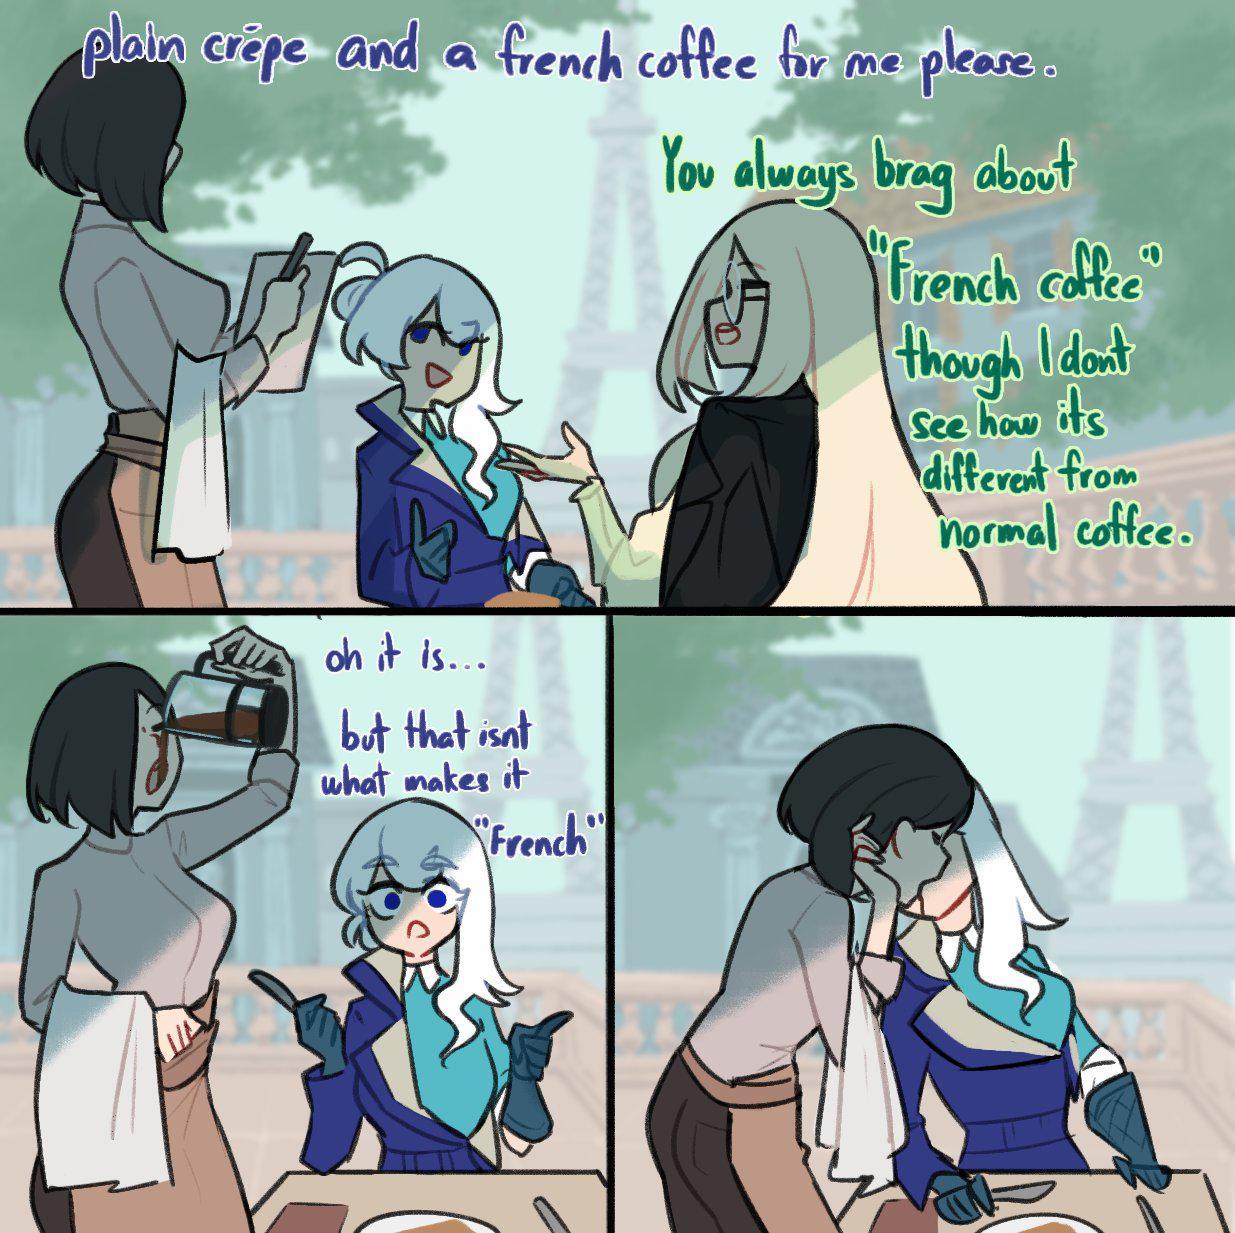 plain crêpe and a french coffee for me please.
You always brag about
"French coffee"
though I dont
see how its
different from
normal coffee.
oh it is...
but that isnt
what makes it
"French"